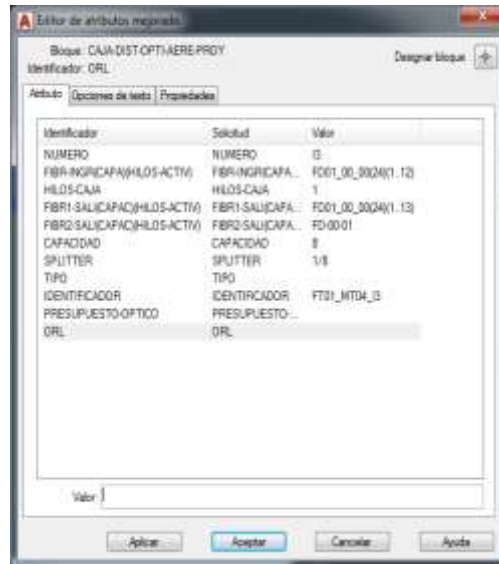 Editor de atributos mejorado
Bloque: CAJA-DIST-OPTI-AERE-PROY
Identificador: ORL
Designar bloque
Atributo Opciones de texto Propiedades
Identificador Solicitud Valor
NUMERO NUMERO I3
FIBR-INGR(CAPA)(HILOS-ACTIV) FIBR-INGR(CAPA... FD01_00_00(24)(1..12)
HILOS-CAJA HILOS-CAJA 1
FIBR1-SALI(CAPAC)(HILOS-ACTIV) FIBR1-SALI(CAPA... FD01_00_00(24)(1..13)
FIBR2-SALI(CAPAC)(HILOS-ACTIV) FIBR2-SALI(CAPA... FD-00-01
CAPACIDAD CAPACIDAD 8
SPLITTER SPLITTER 1/8
TIPO TIPO
IDENTIFICADOR IDENTIFICADOR FT01_MT04_I3
PRESUPUESTO-OPTICO PRESUPUESTO-...
ORL ORL
Valor
Aplicar Aceptar Cancelar Ayuda